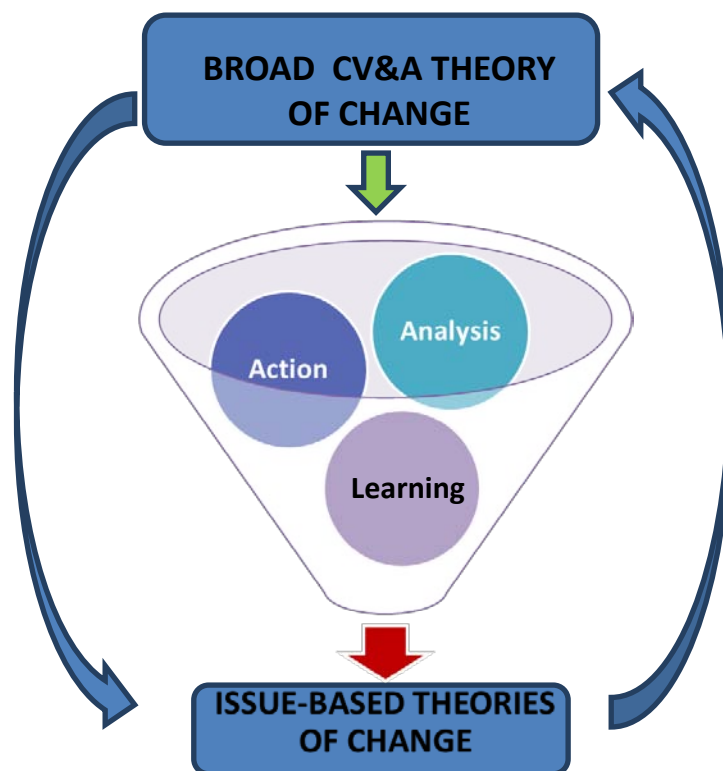 BROAD CV&A THEORY
OF CHANGE
Analysis
Action
Learning
ISSUE-BASED THEORIES
OF CHANGE